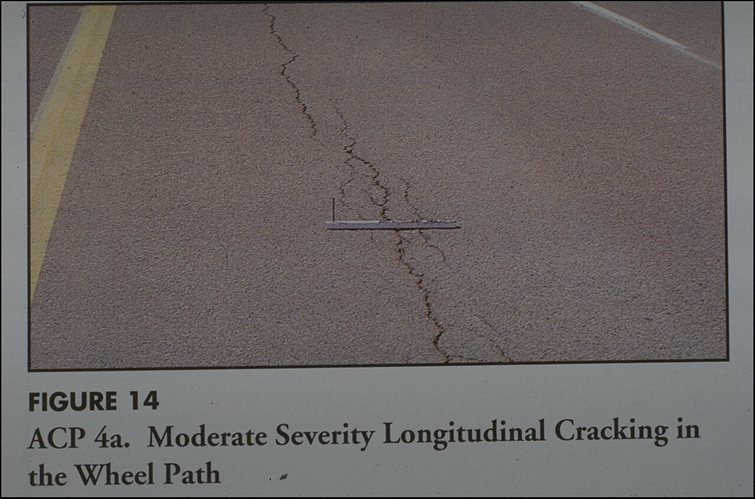 FIGURE 14
ACP 4a. Moderate Severity Longitudinal Cracking in
the Wheel Path